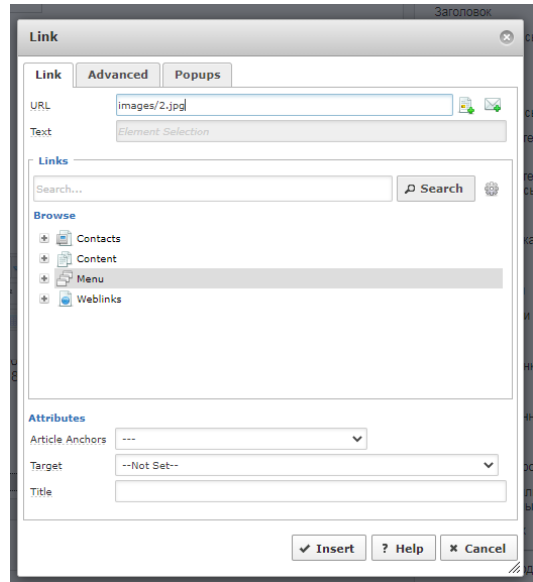 Заголовок
Link
Link Advanced Popups
URL images/2.jpg
Text Element Selection
Links
Search... Search
Browse
Contacts
Content
Menu
Weblinks
Attributes
Article Anchors ---
Target --Not Set--
Title
Insert ? Help Cancel